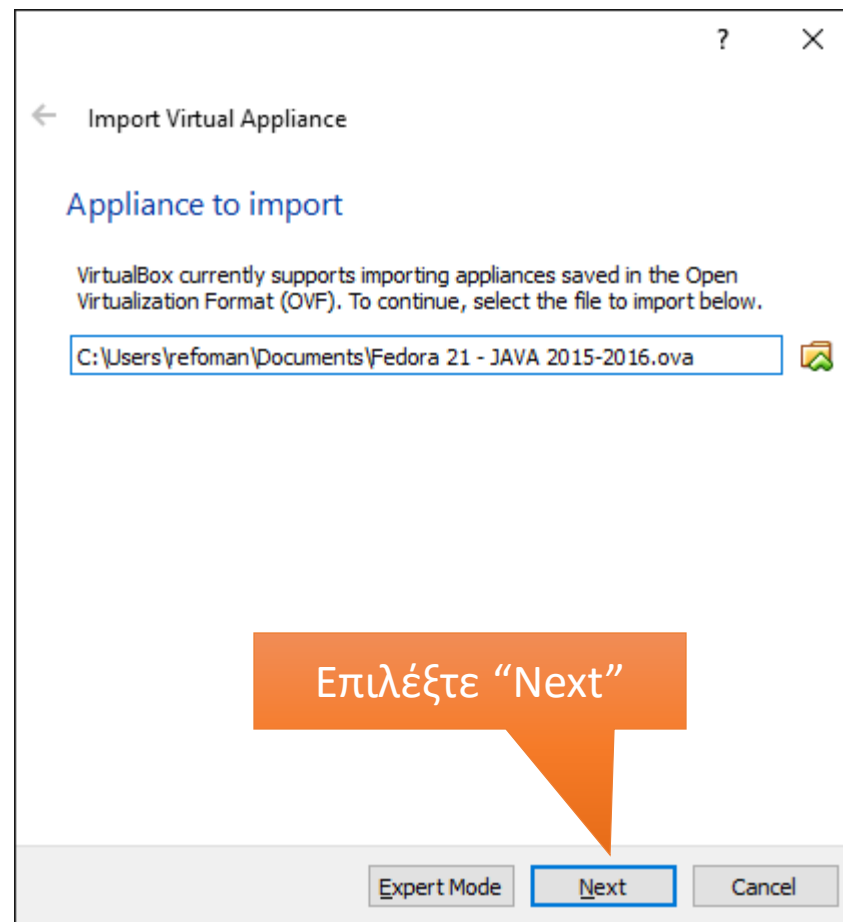 ?
Import Virtual Appliance
Appliance to import
VirtualBox currently supports importing appliances saved in the Open
Virtualization Format (OVF). To continue, select the file to import below.
C:\Users\refoman\Documents\Fedora 21 - JAVA 2015-2016.ova
Επιλέξτε “Next”
Expert Mode Next Cancel